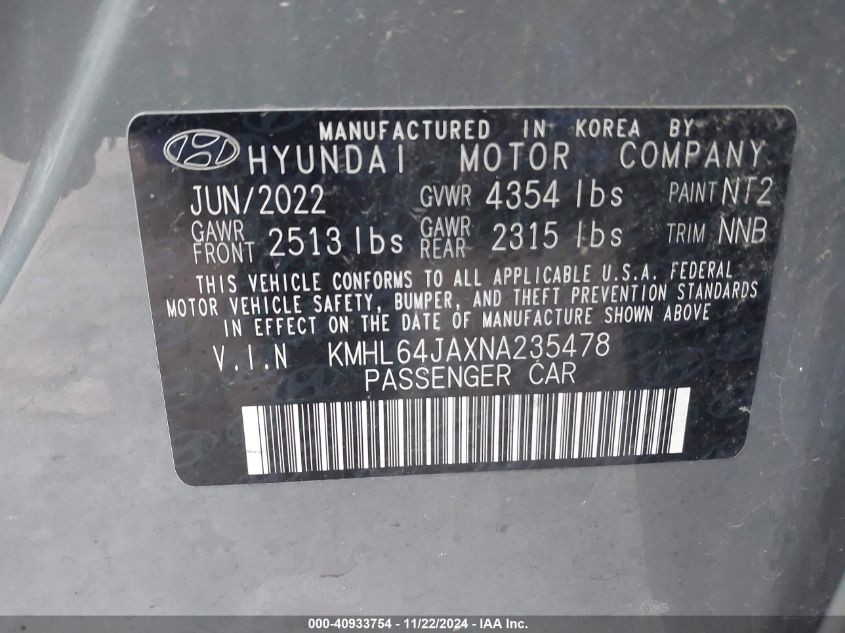 MANUFACTURED IN KOREA BY
HYUNDAI MOTOR COMPANY
JUN/2022 GVWR 4354 lbs PAINT NT2
GAWR FRONT 2513 lbs GAWR REAR 2315 lbs TRIM NNB
THIS VEHICLE CONFORMS TO ALL APPLICABLE U.S.A. FEDERAL
MOTOR VEHICLE SAFETY, BUMPER, AND THEFT PREVENTION STANDARDS
IN EFFECT ON THE DATE OF MANUFACTURE SHOWN ABOVE
V.I.N KMHL64JAXNA235478
PASSENGER CAR
000-40933754 - 11/22/2024 - IAA Inc.